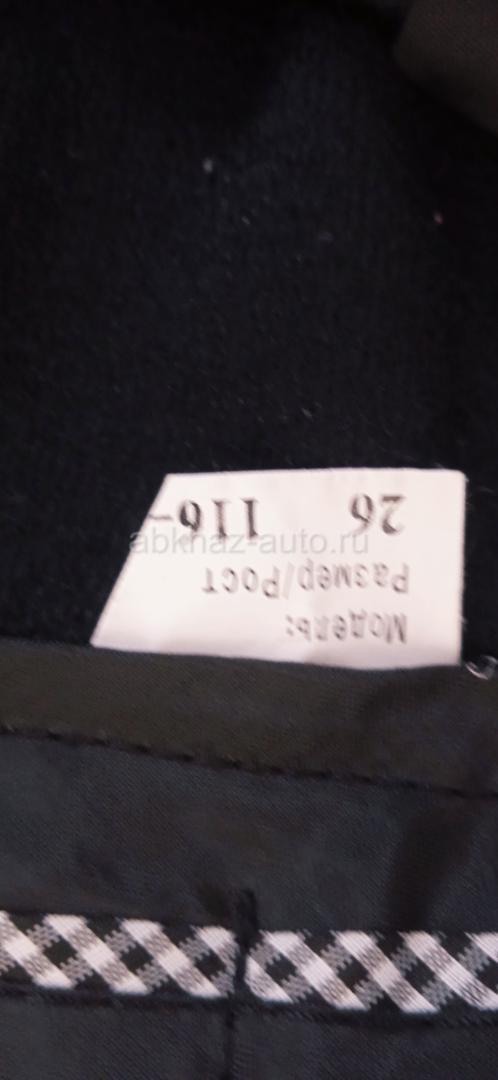 Модель:
Размер/Рост
26 116-
abkhaz-auto.ru